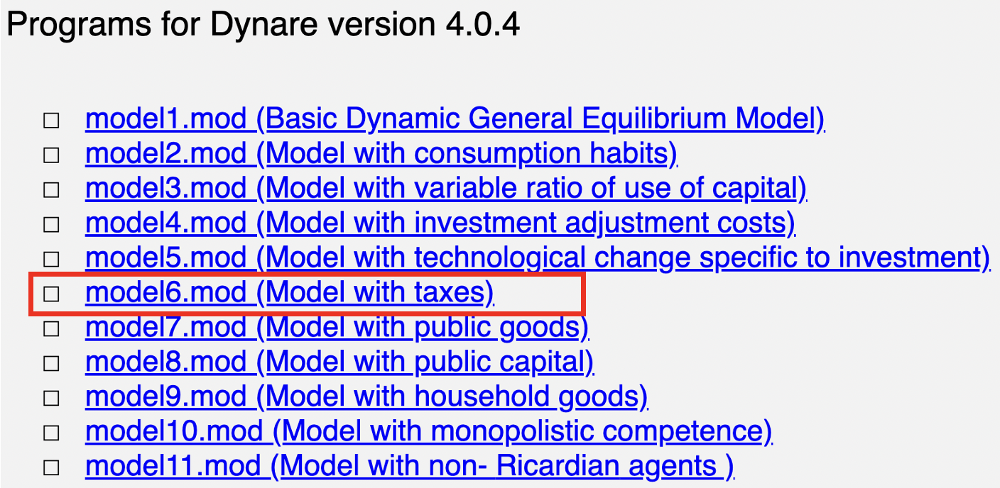 Programs for Dynare version 4.0.4
model1.mod (Basic Dynamic General Equilibrium Model)
model2.mod (Model with consumption habits)
model3.mod (Model with variable ratio of use of capital)
model4.mod (Model with investment adjustment costs)
model5.mod (Model with technological change specific to investment)
model6.mod (Model with taxes)
model7.mod (Model with public goods)
model8.mod (Model with public capital)
model9.mod (Model with household goods)
model10.mod (Model with monopolistic competence)
model11.mod (Model with non- Ricardian agents )